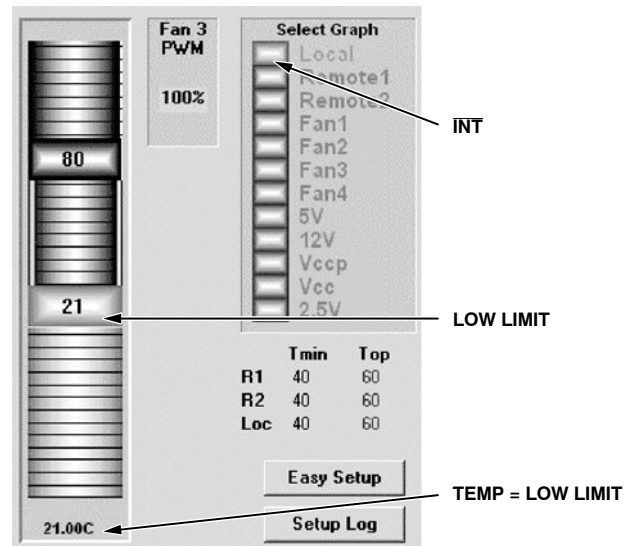 Fan 3
PWM
100%
80
21
21.00C
Select Graph
Local
Remote1
Remote2
Fan1
Fan2
Fan3
Fan4
5V
12V
Vccp
Vcc
2.5V
Tmin Top
R1 40 60
R2 40 60
Loc 40 60
Easy Setup
Setup Log
INT
LOW LIMIT
TEMP = LOW LIMIT